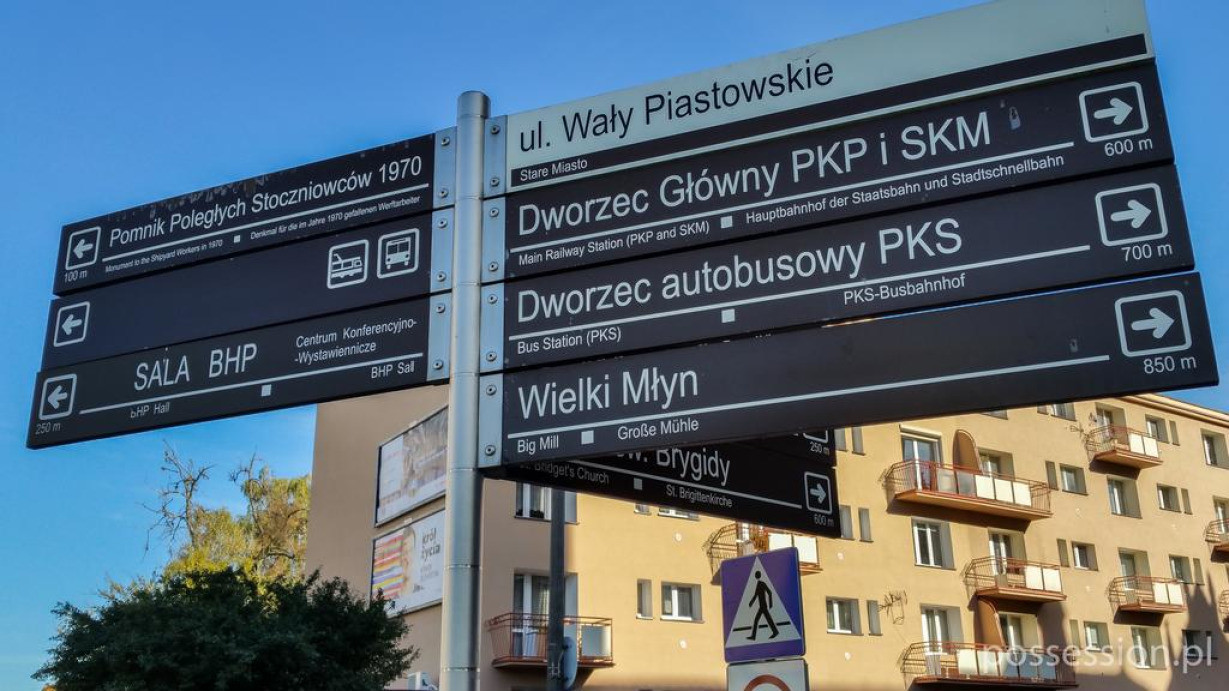 Pomnik Poległych Stoczniowców 1970
Monument to the Shipyard Workers in 1970 Denkmal für die im Jahre 1970 gefallenen Werftarbeiter
100 m
SALA BHP
Centrum Konferencyjno-
-Wystawiennicze
BHP Hall BHP Sall
250 m
ul. Wały Piastowskie
Stare Miasto
Dworzec Główny PKP i SKM
Main Railway Station (PKP and SKM) Hauptbahnhof der Staatsbahn und Stadtschnellbahn
600 m
Dworzec autobusowy PKS
Bus Station (PKS) PKS-Busbahnhof
700 m
Wielki Młyn
Big Mill Große Mühle
850 m
250 m
św. Brygidy
St. Bridget's Church St. Brigittenkirche
600 m
król
życia
possession.pl